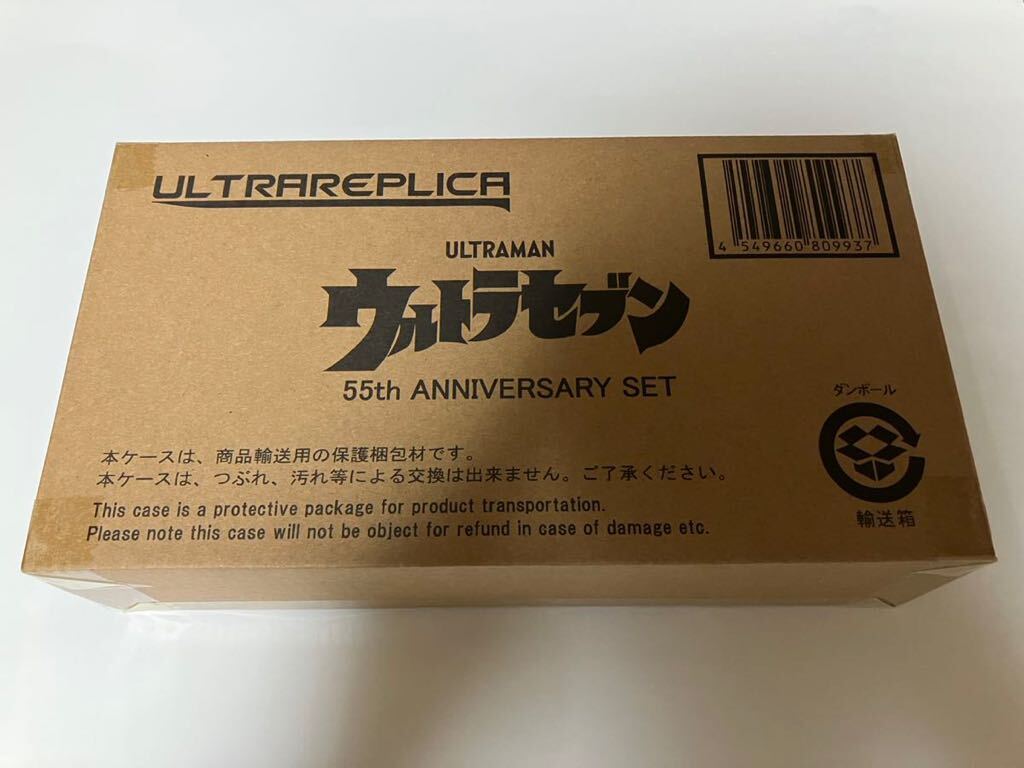 ULTRAREPLICA
4 549660 809937
ULTRAMAN
ウルトラセブン
55th ANNIVERSARY SET
ダンボール
輸送箱
本ケースは、商品輸送用の保護梱包材です。
本ケースは、つぶれ、汚れ等による交換は出来ません。ご了承ください。
This case is a protective package for product transportation.
Please note this case will not be object for refund in case of damage etc.